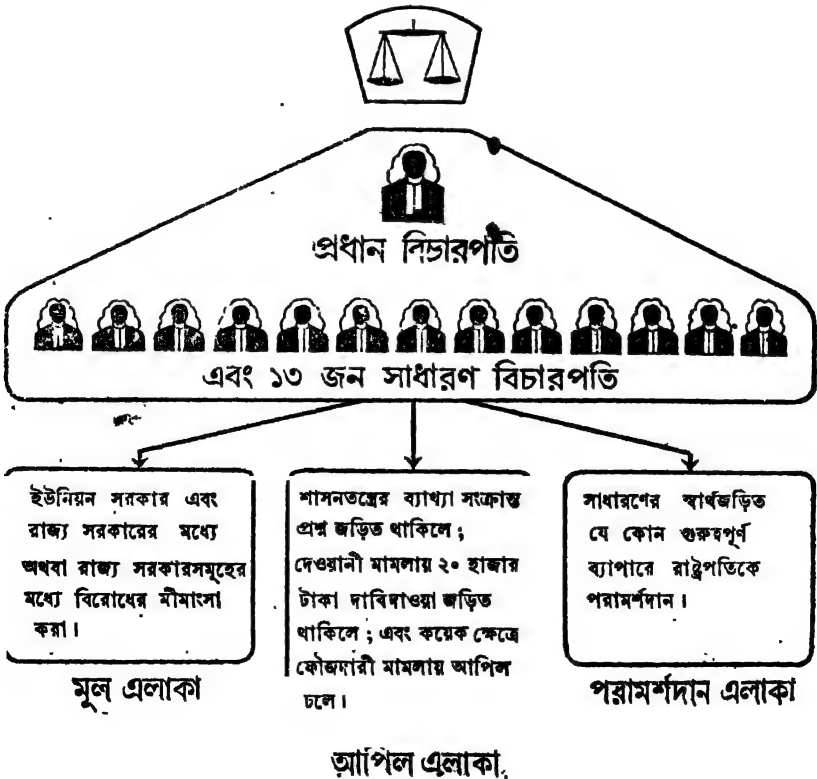 প্রধান বিচারপতি
এবং ১৩ জন সাধারণ বিচারপতি
ইউনিয়ন সরকার এবং
রাজ্য সরকারের মধ্যে
অথবা রাজ্য সরকারসমূহের
মধ্যে বিরোধের মীমাংসা
করা।
মূল এলাকা
শাসনতন্ত্রের ব্যাখ্যা সংক্রান্ত
প্রশ্ন জড়িত থাকিলে;
দেওয়ানী মামলায় ২০ হাজার
টাকা দাবিদাওয়া জড়িত
থাকিলে; এবং কয়েক ক্ষেত্রে
ফৌজদারী মামলায় আপিল
চলে।
আপিল এলাকা
সাধারণের স্বার্থজড়িত
যে কোন গুরুত্বপূর্ণ
ব্যাপারে রাষ্ট্রপতিকে
পরামর্শদান।
পরামর্শদান এলাকা